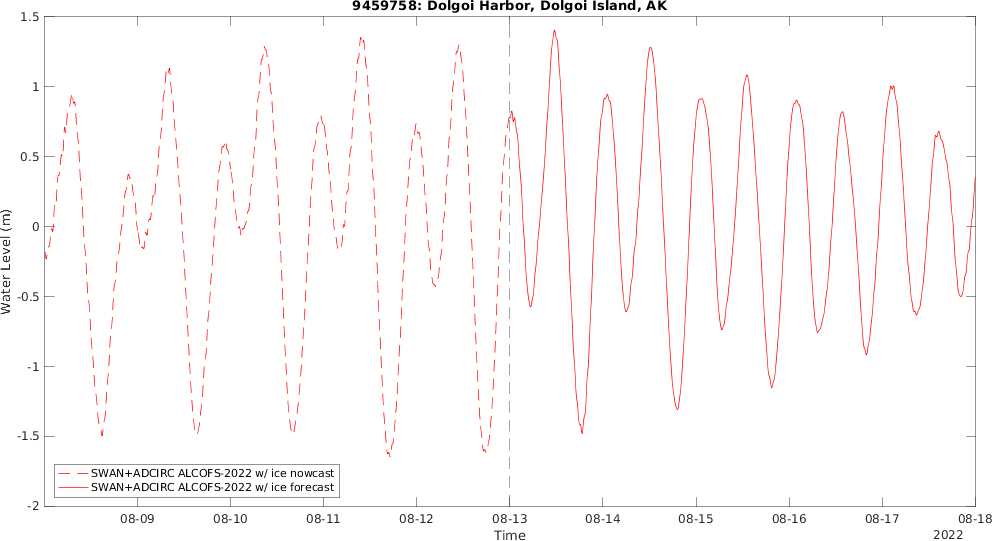 9459758: Dolgoi Harbor, Dolgoi Island, AK
1.5
1
0.5
0
-0.5
-1
-1.5
-2
Water Level (m)
SWAN+ADCIRC ALCOFS-2022 w/ ice nowcast
SWAN+ADCIRC ALCOFS-2022 w/ ice forecast
08-09 08-10 08-11 08-12 08-13 08-14 08-15 08-16 08-17 08-18
Time
2022